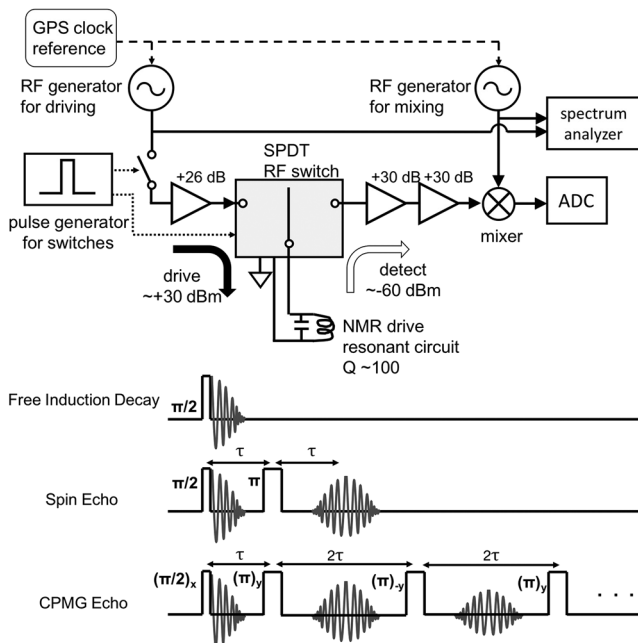 GPS clock
reference
RF generator
for driving
RF generator
for mixing
spectrum
analyzer
SPDT
RF switch
+26 dB
+30 dB +30 dB
pulse generator
for switches
mixer
ADC
drive
~+30 dBm
detect
~-60 dBm
NMR drive
resonant circuit
Q ~100
Free Induction Decay
π/2
Spin Echo
π/2
τ
π
τ
CPMG Echo
(π/2)x
τ
(π)y
2τ
(π)-y
2τ
(π)y
. . . .